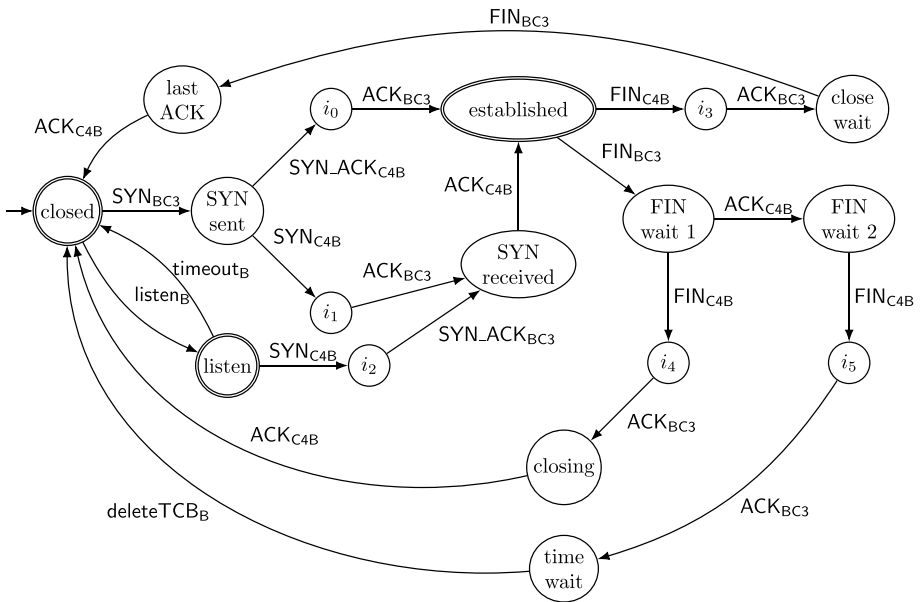 FIN_BC3
last
ACK
i_0
ACK_BC3
established
FIN_C4B
i_3
ACK_BC3
close
wait
ACK_C4B
SYN_ACK_C4B
FIN_BC3
closed
SYN_BC3
SYN
sent
ACK_C4B
FIN
wait 1
ACK_C4B
FIN
wait 2
SYN_C4B
SYN
received
timeout_B
ACK_BC3
listen_B
i_1
FIN_C4B
FIN_C4B
SYN_ACK_BC3
listen
SYN_C4B
i_2
i_4
i_5
ACK_C4B
ACK_BC3
closing
deleteTCB_B
ACK_BC3
time
wait